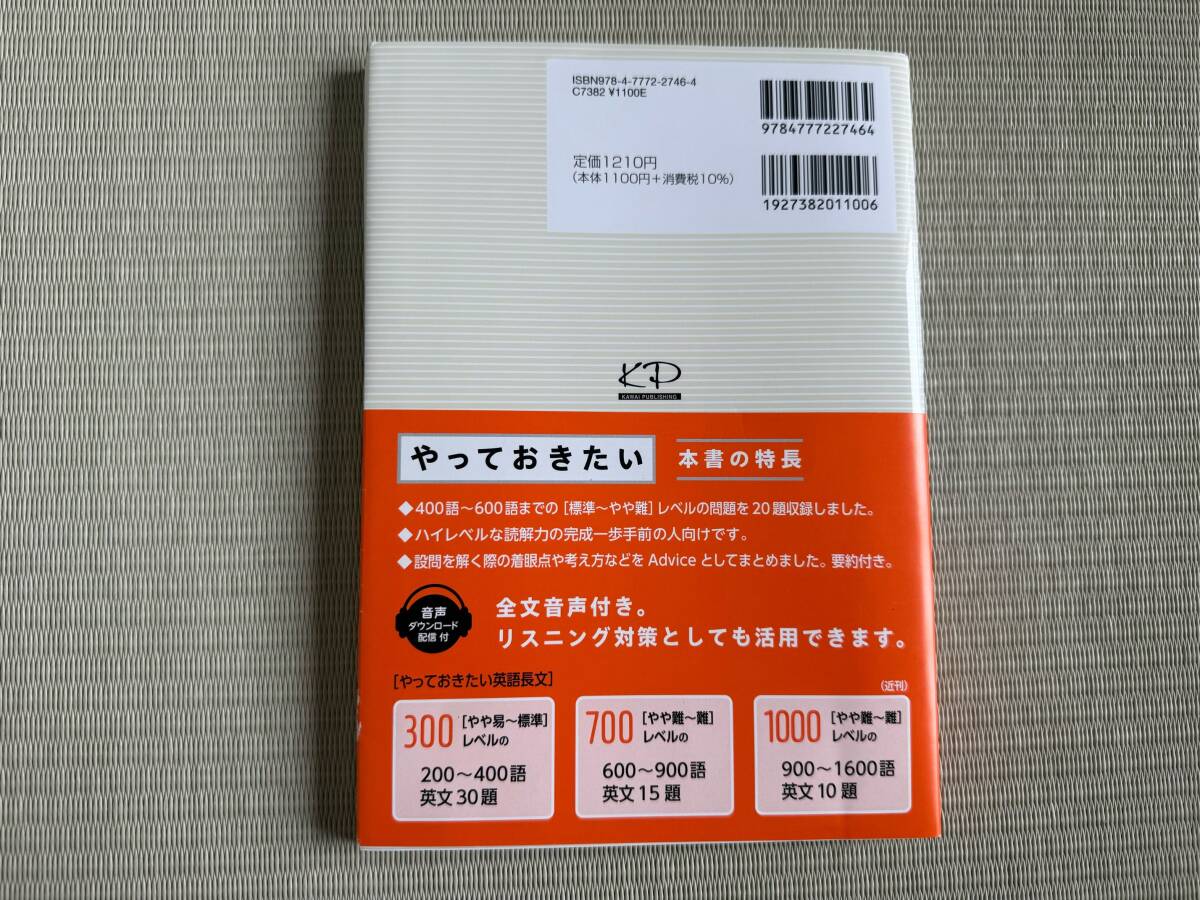 ISBN978-4-7772-2746-4
C7382 ¥1100E
9784777227464
定価1210円
(本体1100円+消費税10%)
1927382011006
KP
KAWAI PUBLISHING
やっておきたい
本書の特長
◆400語~600語までの[標準~やや難]レベルの問題を20題収録しました。
◆ハイレベルな読解力の完成一歩手前の人向けです。
◆設問を解く際の着眼点や考え方などをAdviceとしてまとめました。要約付き。
音声
ダウンロード
配信付
全文音声付き。
リスニング対策としても活用できます。
[やっておきたい英語長文]
300 [やや易~標準]
レベルの
200~400語
英文30題
700 [やや難~難]
レベルの
600~900語
英文15題
(近刊)
1000 [やや難~難]
レベルの
900~1600語
英文10題